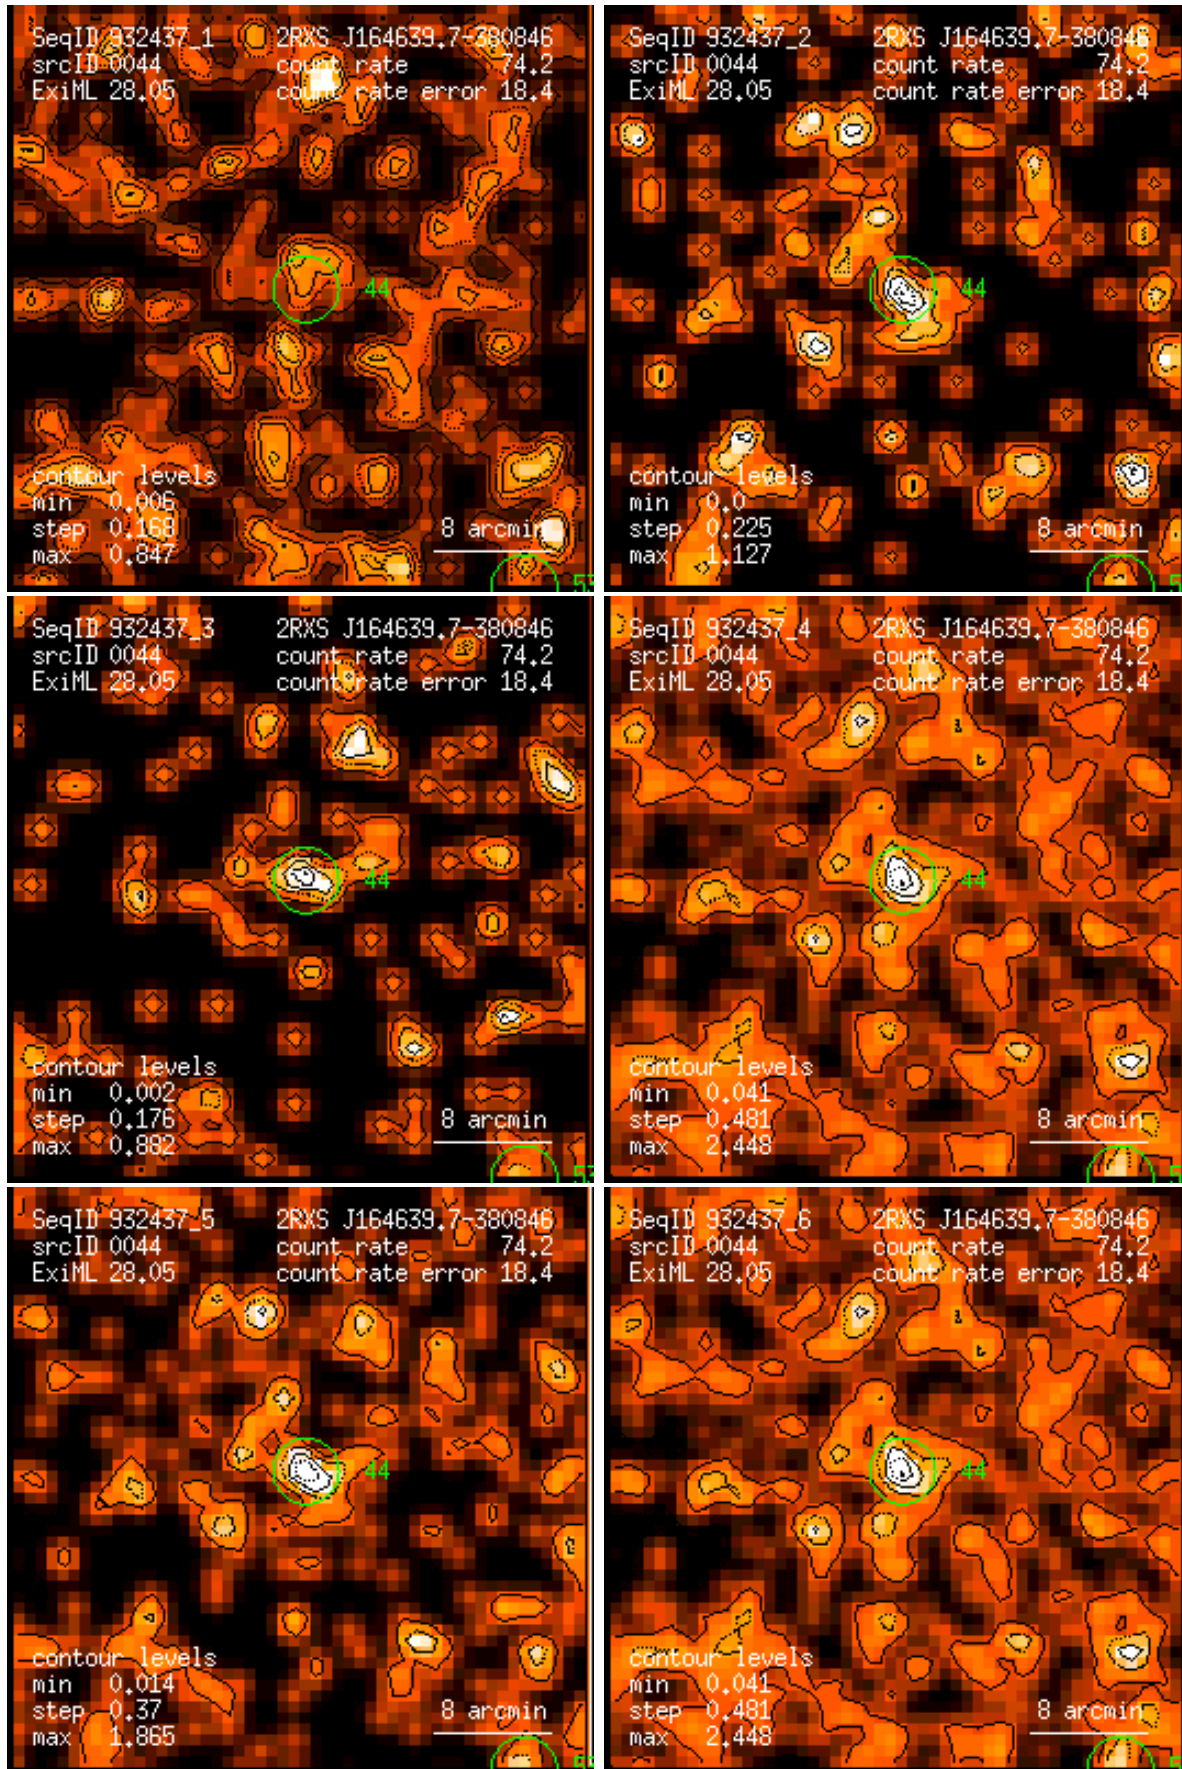 SeqID 932437_1 2RXS J164639.7-380846
srcID 0044 count rate 74.2
ExiML 28.05 count rate error 18.4
44
contour levels
min 0.006
step 0.168 8 arcmin
max 0.847
SeqID 932437_2 2RXS J164639.7-380846
srcID 0044 count rate 74.2
ExiML 28.05 count rate error 18.4
44
contour levels
min 0.0
step 0.225 8 arcmin
max 1.127
SeqID 932437_3 2RXS J164639.7-380846
srcID 0044 count rate 74.2
ExiML 28.05 count rate error 18.4
44
contour levels
min 0.002
step 0.176 8 arcmin
max 0.882
SeqID 932437_4 2RXS J164639.7-380846
srcID 0044 count rate 74.2
ExiML 28.05 count rate error 18.4
44
contour levels
min 0.041
step 0.481 8 arcmin
max 2.448
SeqID 932437_5 2RXS J164639.7-380846
srcID 0044 count rate 74.2
ExiML 28.05 count rate error 18.4
44
contour levels
min 0.014
step 0.37 8 arcmin
max 1.865
SeqID 932437_6 2RXS J164639.7-380846
srcID 0044 count rate 74.2
ExiML 28.05 count rate error 18.4
44
contour levels
min 0.041
step 0.481 8 arcmin
max 2.448